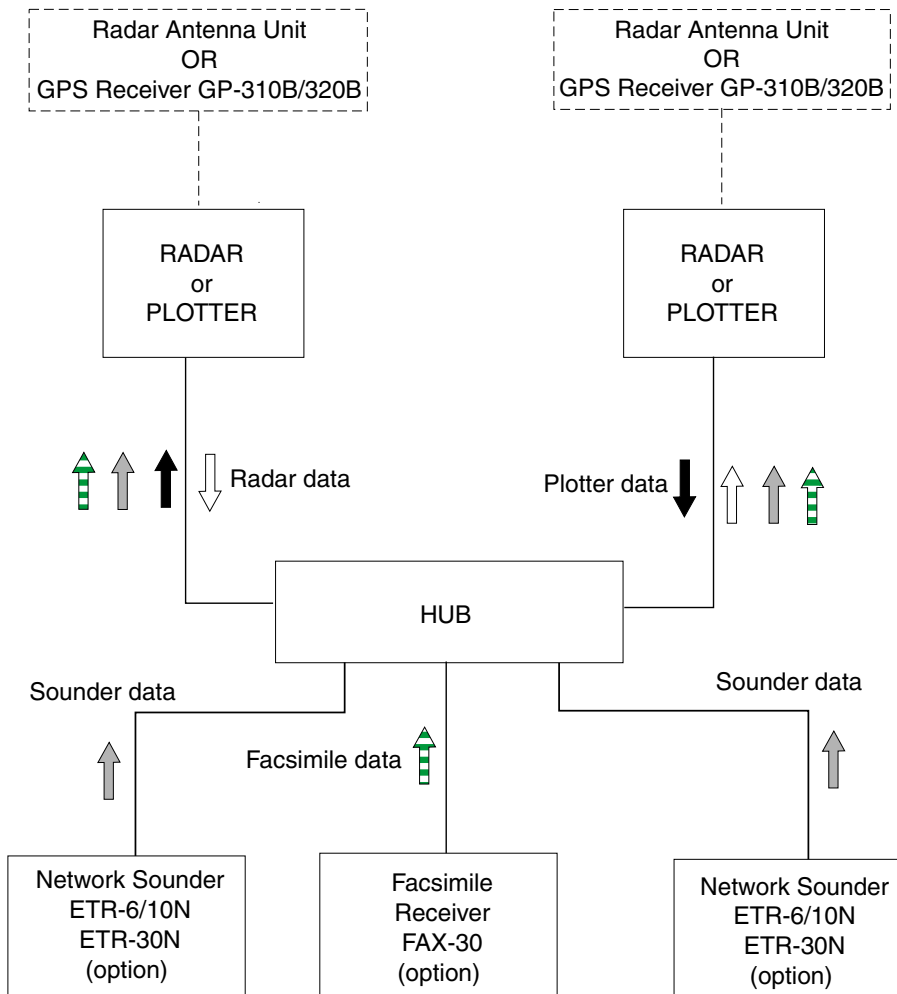 Radar Antenna Unit
OR
GPS Receiver GP-310B/320B
Radar Antenna Unit
OR
GPS Receiver GP-310B/320B
RADAR
or
PLOTTER
RADAR
or
PLOTTER
Radar data
Plotter data
HUB
Sounder data
Sounder data
Facsimile data
Network Sounder
ETR-6/10N
ETR-30N
(option)
Facsimile
Receiver
FAX-30
(option)
Network Sounder
ETR-6/10N
ETR-30N
(option)